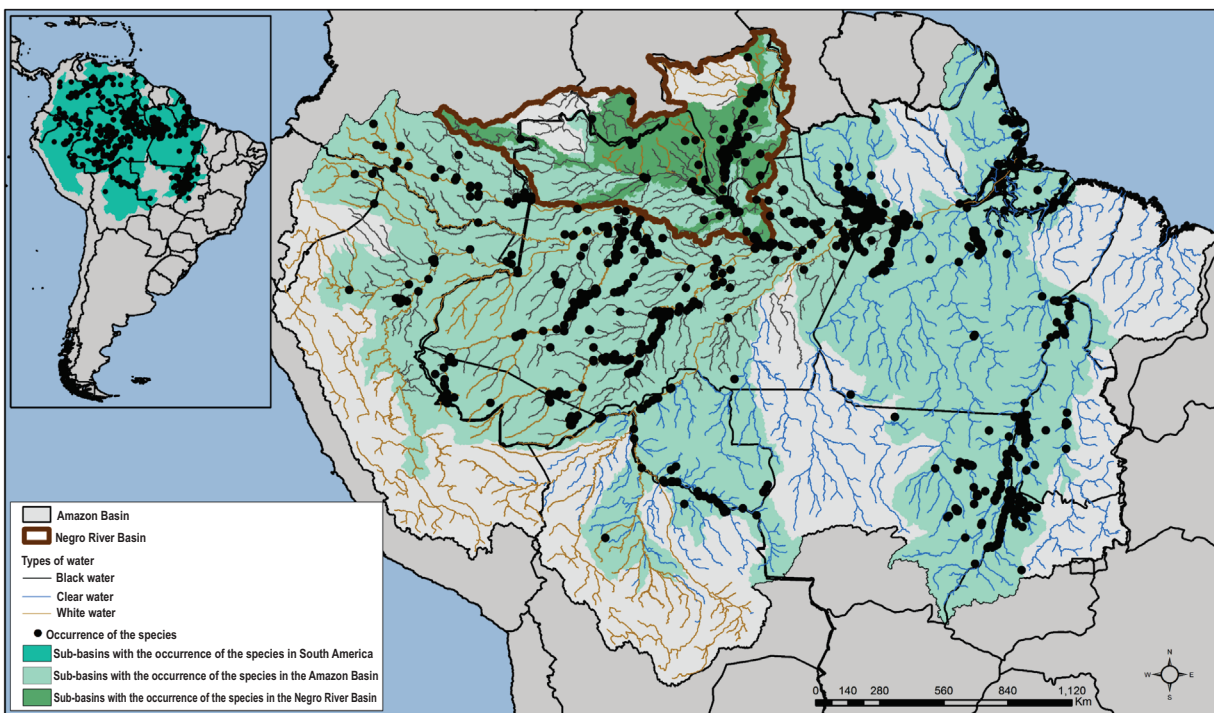 Amazon Basin
Negro River Basin
Types of water
Black water
Clear water
White water
Occurrence of the species
Sub-basins with the occurrence of the species in South America
Sub-basins with the occurrence of the species in the Amazon Basin
Sub-basins with the occurrence of the species in the Negro River Basin
N
W E
S
0 140 280 560 840 1,120
Km